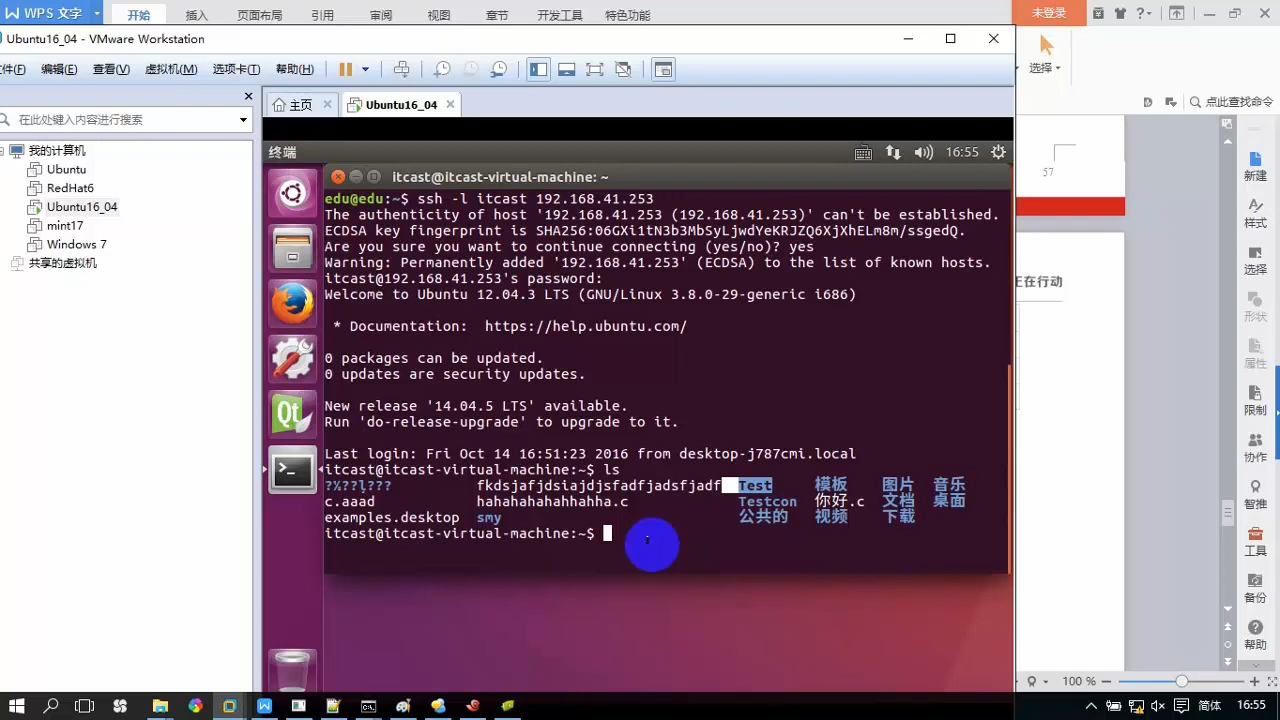 WPS 文字 开始 插入 页面布局 引用 审阅 视图 章节 开发工具 特色功能 未登录
Ubuntu16_04 - VMware Workstation
件(F) 编辑(E) 查看(V) 虚拟机(M) 选项卡(T) 帮助(H) 选择
主页 Ubuntu16_04 点此查找命令
在此处键入内容进行搜索
我的计算机
Ubuntu
RedHat6
Ubuntu16_04
mint17
Windows 7
共享的虚拟机
终端 16:55
itcast@itcast-virtual-machine: ~
edu@edu:~$ ssh -l itcast 192.168.41.253
The authenticity of host '192.168.41.253 (192.168.41.253)' can't be established.
ECDSA key fingerprint is SHA256:06GXi1tN3b3MbSyLjwdYeKRJZQ6XjXhELm8m/ssgedQ.
Are you sure you want to continue connecting (yes/no)? yes
Warning: Permanently added '192.168.41.253' (ECDSA) to the list of known hosts.
itcast@192.168.41.253's password:
Welcome to Ubuntu 12.04.3 LTS (GNU/Linux 3.8.0-29-generic i686)
* Documentation: https://help.ubuntu.com/
0 packages can be updated.
0 updates are security updates.
New release '14.04.5 LTS' available.
Run 'do-release-upgrade' to upgrade to it.
Last login: Fri Oct 14 16:51:23 2016 from desktop-j787cmi.local
itcast@itcast-virtual-machine:~$ ls
fkdsjafjdsiajdjsfadfjadsfjadf Test 模板 图片 音乐
c.aaad hahahahahahhahha.c Testcon 你好.c 文档 桌面
examples.desktop smy 公共的 视频 下载
itcast@itcast-virtual-machine:~$
57
正在行动
新建
样式
选择
形状
属性
限制
协作
智推
工具
备份
帮助
100 %
简体 16:55